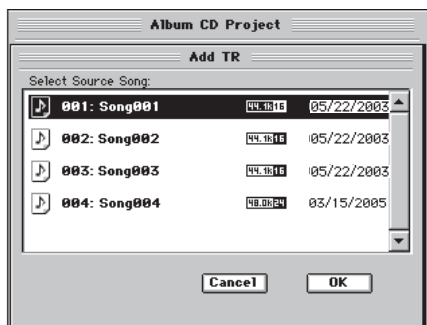 Album CD Project
Add TR
Select Source Song:
001: Song001 44.1k16 05/22/2003
002: Song002 44.1k16 05/22/2003
003: Song003 44.1k16 05/22/2003
004: Song004 48.0k24 03/15/2005
Cancel OK